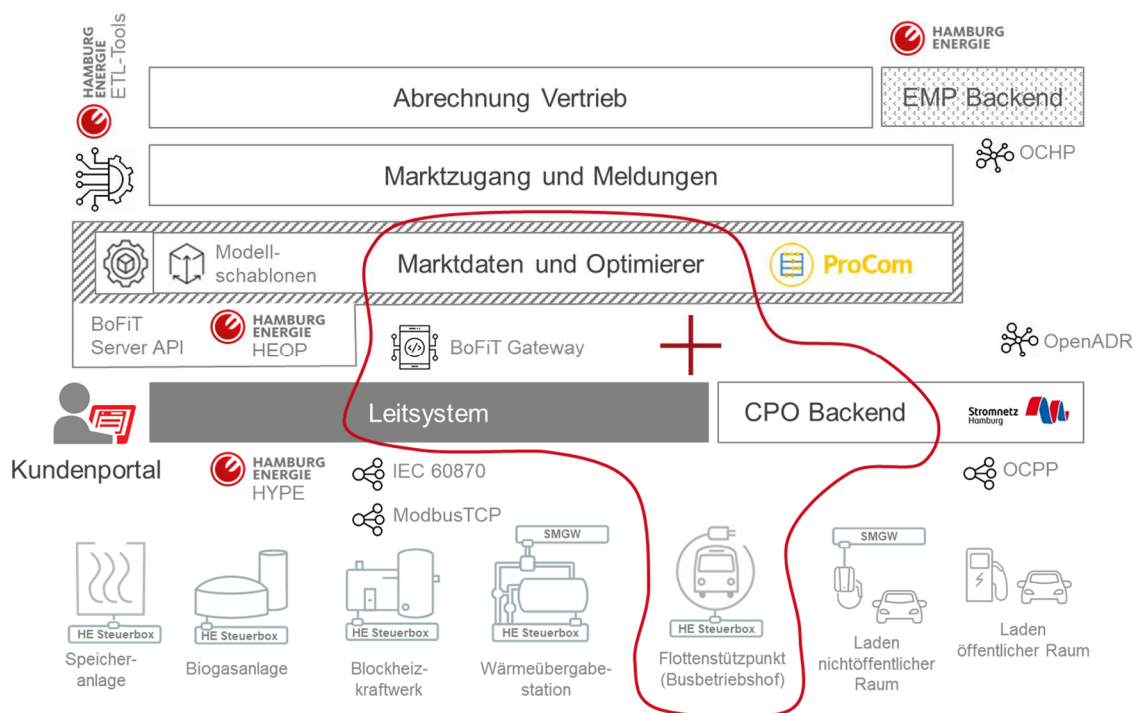 HAMBURG
ENERGIE
ETL-Tools
HAMBURG
ENERGIE
Abrechnung Vertrieb
EMP Backend
OCHP
Marktzugang und Meldungen
Modell-
schablonen
Marktdaten und Optimierer
ProCom
BoFiT
Server API
HAMBURG
ENERGIE
HEOP
BoFiT Gateway
OpenADR
Leitsystem
CPO Backend
Stromnetz
Hamburg
Kundenportal
HAMBURG
ENERGIE
HYPE
IEC 60870
ModbusTCP
OCPP
SMGW
SMGW
HE Steuerbox
HE Steuerbox
HE Steuerbox
HE Steuerbox
HE Steuerbox
Speicher-
anlage
Biogasanlage
Blockheiz-
kraftwerk
Wärmeübergabe-
station
Flottenstützpunkt
(Busbetriebshof)
Laden
nichtöffentlicher
Raum
Laden
öffentlicher Raum